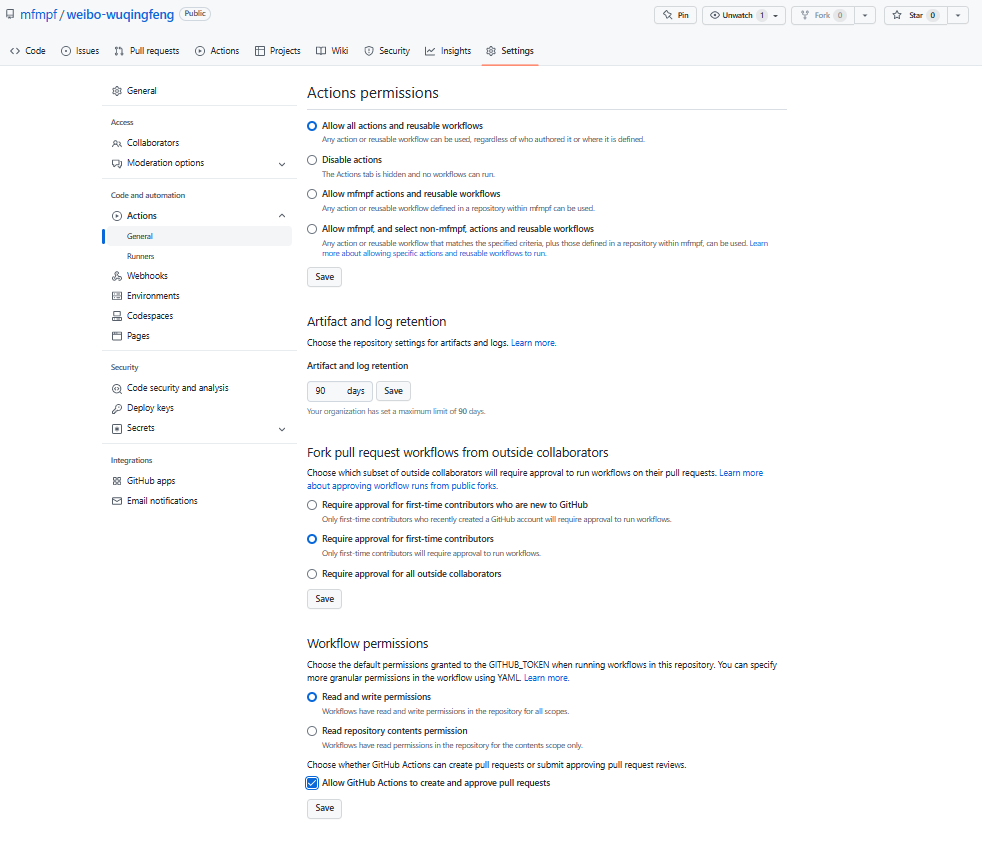 mfmpf / weibo-wuqingfeng Public
Pin Unwatch 1 Fork 0 Star 0
Code Issues Pull requests Actions Projects Wiki Security Insights Settings
General
Access
Collaborators
Moderation options
Code and automation
Actions
General
Runners
Webhooks
Environments
Codespaces
Pages
Security
Code security and analysis
Deploy keys
Secrets
Integrations
GitHub apps
Email notifications
Actions permissions
Allow all actions and reusable workflows
Any action or reusable workflow can be used, regardless of who authored it or where it is defined.
Disable actions
The Actions tab is hidden and no workflows can run.
Allow mfmpf actions and reusable workflows
Any action or reusable workflow defined in a repository within mfmpf can be used.
Allow mfmpf, and select non-mfmpf, actions and reusable workflows
Any action or reusable workflow that matches the specified criteria, plus those defined in a repository within mfmpf, can be used. Learn
more about allowing specific actions and reusable workflows to run.
Save
Artifact and log retention
Choose the repository settings for artifacts and logs. Learn more.
Artifact and log retention
90 days Save
Your organization has set a maximum limit of 90 days.
Fork pull request workflows from outside collaborators
Choose which subset of outside collaborators will require approval to run workflows on their pull requests. Learn more
about approving workflow runs from public forks.
Require approval for first-time contributors who are new to GitHub
Only first-time contributors who recently created a GitHub account will require approval to run workflows.
Require approval for first-time contributors
Only first-time contributors will require approval to run workflows.
Require approval for all outside collaborators
Save
Workflow permissions
Choose the default permissions granted to the GITHUB_TOKEN when running workflows in this repository. You can specify
more granular permissions in the workflow using YAML. Learn more.
Read and write permissions
Workflows have read and write permissions in the repository for all scopes.
Read repository contents permission
Workflows have read permissions in the repository for the contents scope only.
Choose whether GitHub Actions can create pull requests or submit approving pull request reviews.
Allow GitHub Actions to create and approve pull requests
Save